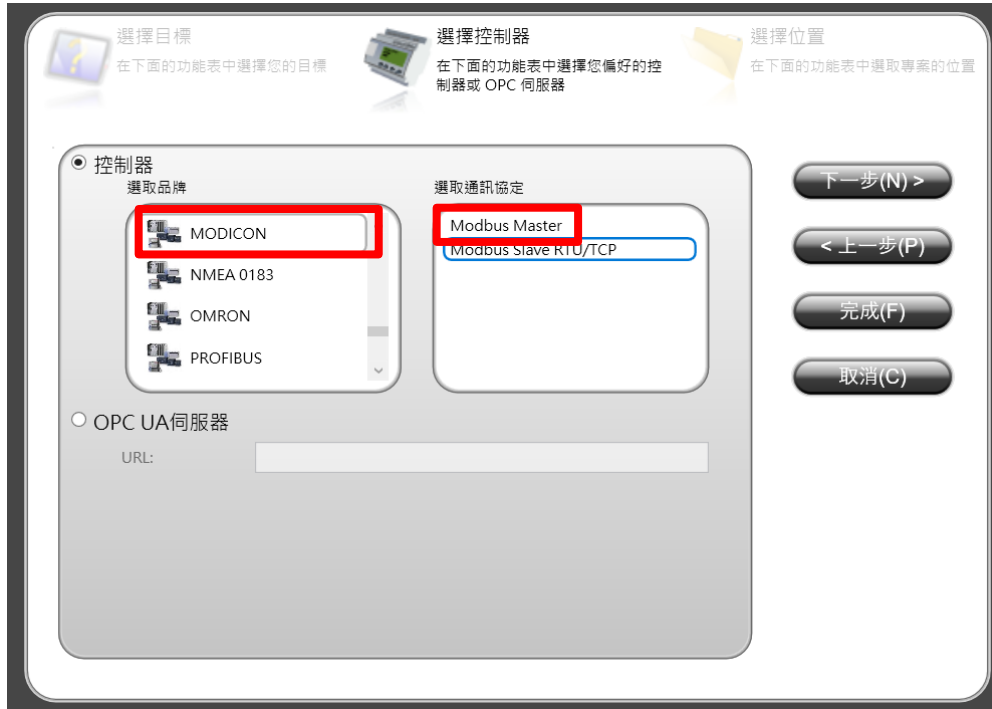 選擇目標
在下面的功能表中選擇您的目標
選擇控制器
在下面的功能表中選擇您偏好的控
制器或 OPC 伺服器
選擇位置
在下面的功能表中選取專案的位置
控制器
選取品牌
MODICON
NMEA 0183
OMRON
PROFIBUS
選取通訊協定
Modbus Master
Modbus Slave RTU/TCP
OPC UA伺服器
URL:
下一步(N) >
< 上一步(P)
完成(F)
取消(C)